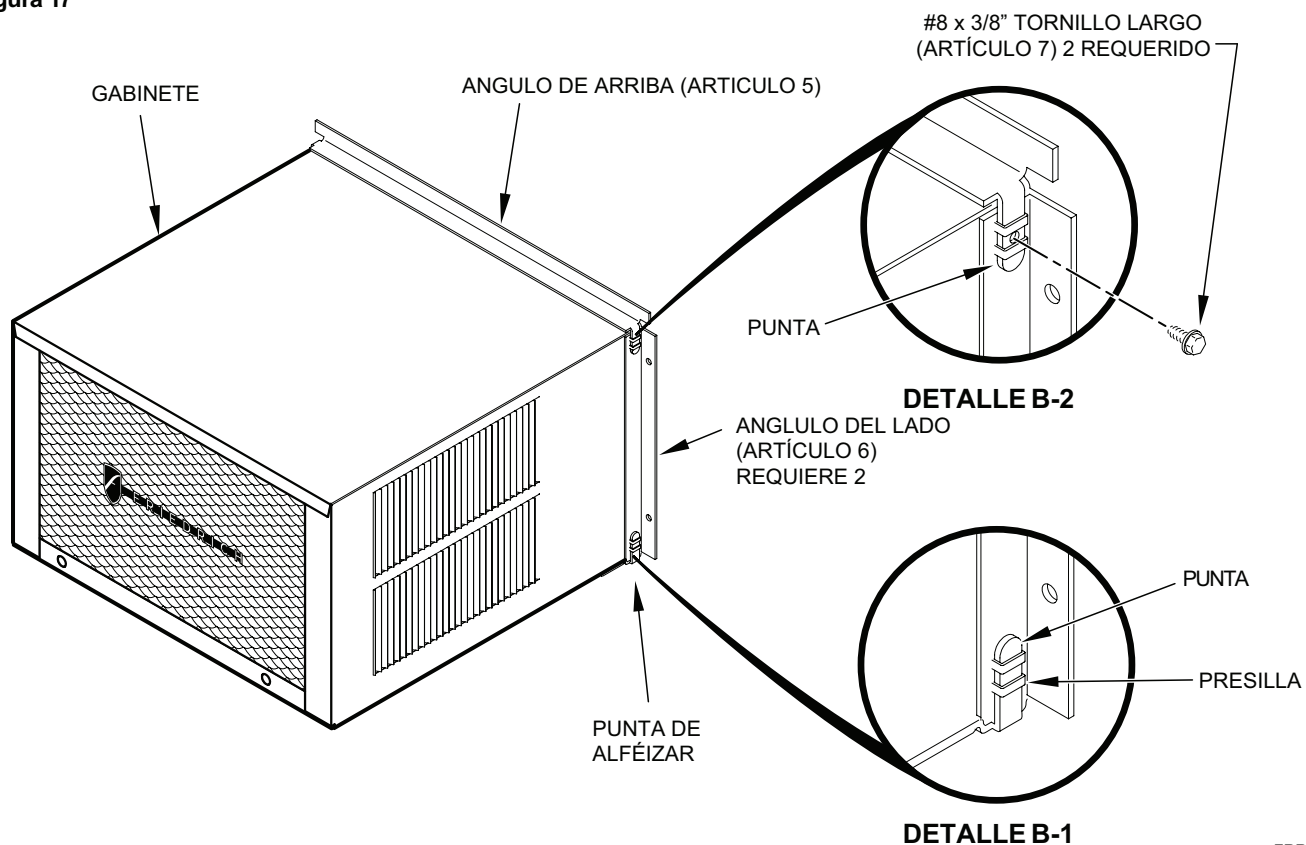 gura 17
#8 x 3/8” TORNILLO LARGO
(ARTÍCULO 7) 2 REQUERIDO
GABINETE
ANGULO DE ARRIBA (ARTICULO 5)
PUNTA
DETALLE B-2
ANGLULO DEL LADO
(ARTÍCULO 6)
REQUIERE 2
FRIEDRICH
PUNTA
PRESILLA
PUNTA DE
ALFÉIZAR
DETALLE B-1